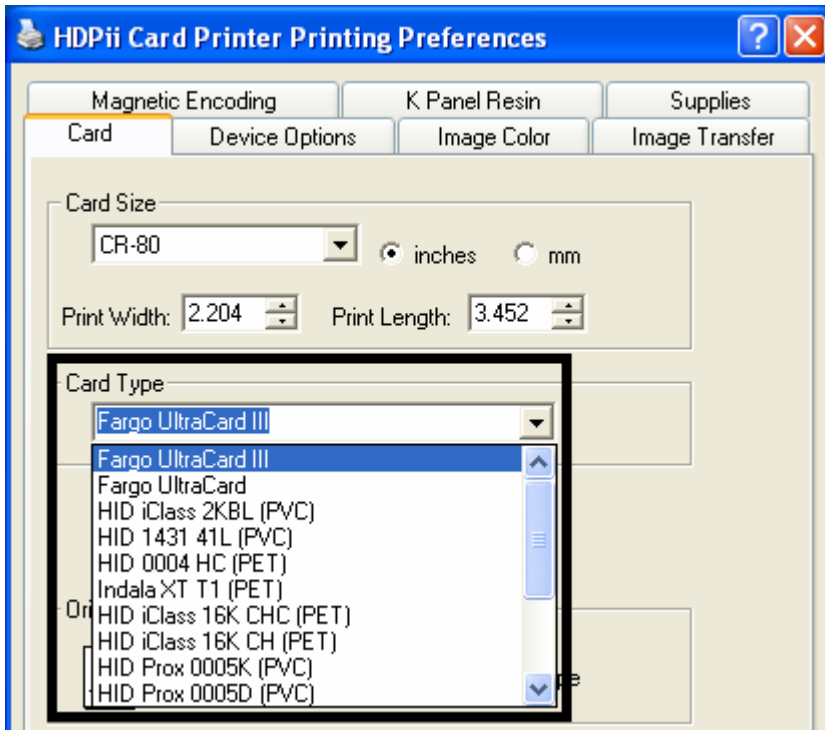 HDPii Card Printer Printing Preferences
Magnetic Encoding K Panel Resin Supplies
Card Device Options Image Color Image Transfer
Card Size
CR-80 inches mm
Print Width: 2.204 Print Length: 3.452
Card Type
Fargo UltraCard III
Fargo UltraCard III
Fargo UltraCard
HID iClass 2KBL (PVC)
HID 1431 41L (PVC)
HID 0004 HC (PET)
Indala XT T1 (PET)
Ori
HID iClass 16K CHC (PET)
HID iClass 16K CH (PET)
HID Prox 0005K (PVC)
pe
HID Prox 0005D (PVC)